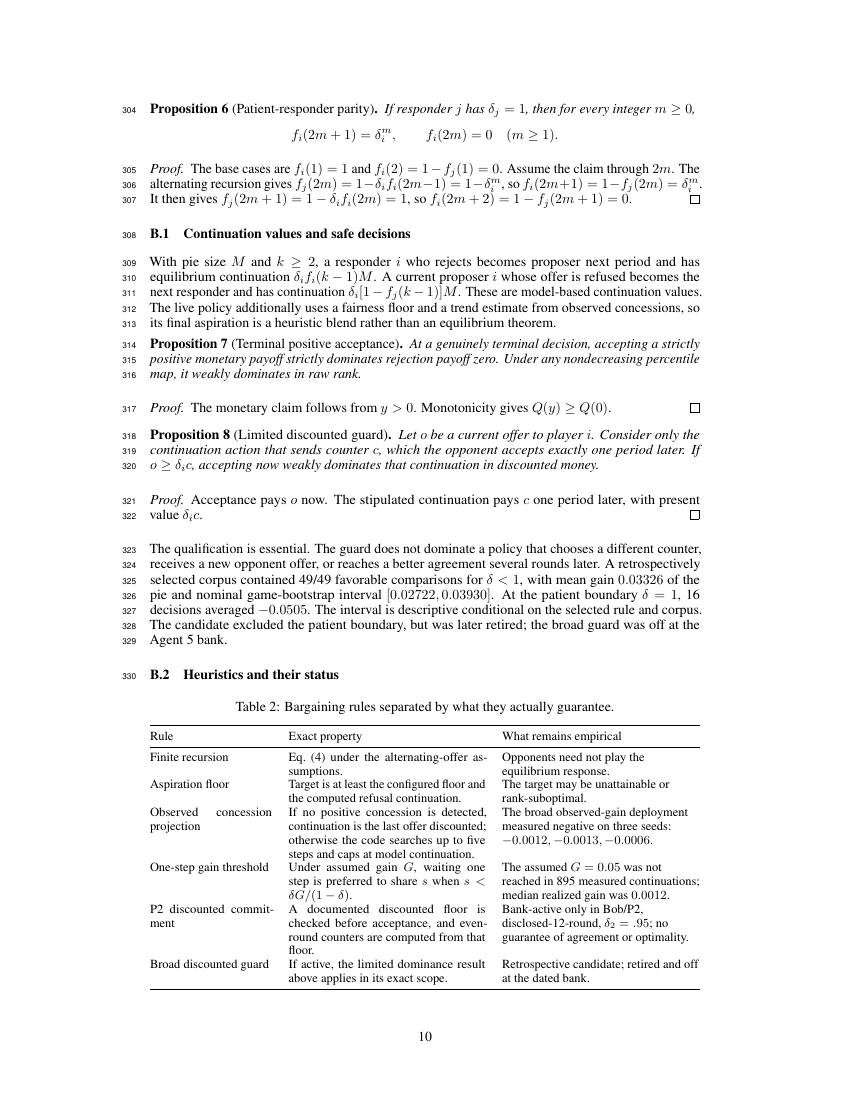 304 Proposition 6 (Patient-responder parity). If responder j has δ_j = 1, then for every integer m ≥ 0,
f_i(2m + 1) = δ_i^m, f_i(2m) = 0 (m ≥ 1).
305 Proof. The base cases are f_i(1) = 1 and f_i(2) = 1 − f_j(1) = 0. Assume the claim through 2m. The
306 alternating recursion gives f_j(2m) = 1−δ_i f_i(2m−1) = 1−δ_i^m, so f_i(2m+1) = 1−f_j(2m) = δ_i^m.
307 It then gives f_j(2m + 1) = 1 − δ_i f_i(2m) = 1, so f_i(2m + 2) = 1 − f_j(2m + 1) = 0. □
308 B.1 Continuation values and safe decisions
309 With pie size M and k ≥ 2, a responder i who rejects becomes proposer next period and has
310 equilibrium continuation δ_i f_i(k − 1)M. A current proposer i whose offer is refused becomes the
311 next responder and has continuation δ_i[1 − f_j(k − 1)]M. These are model-based continuation values.
312 The live policy additionally uses a fairness floor and a trend estimate from observed concessions, so
313 its final aspiration is a heuristic blend rather than an equilibrium theorem.
314 Proposition 7 (Terminal positive acceptance). At a genuinely terminal decision, accepting a strictly
315 positive monetary payoff strictly dominates rejection payoff zero. Under any nondecreasing percentile
316 map, it weakly dominates in raw rank.
317 Proof. The monetary claim follows from y > 0. Monotonicity gives Q(y) ≥ Q(0). □
318 Proposition 8 (Limited discounted guard). Let o be a current offer to player i. Consider only the
319 continuation action that sends counter c, which the opponent accepts exactly one period later. If
320 o ≥ δ_i c, accepting now weakly dominates that continuation in discounted money.
321 Proof. Acceptance pays o now. The stipulated continuation pays c one period later, with present
322 value δ_i c. □
323 The qualification is essential. The guard does not dominate a policy that chooses a different counter,
324 receives a new opponent offer, or reaches a better agreement several rounds later. A retrospectively
325 selected corpus contained 49/49 favorable comparisons for δ < 1, with mean gain 0.03326 of the
326 pie and nominal game-bootstrap interval [0.02722, 0.03930]. At the patient boundary δ = 1, 16
327 decisions averaged −0.0505. The interval is descriptive conditional on the selected rule and corpus.
328 The candidate excluded the patient boundary, but was later retired; the broad guard was off at the
329 Agent 5 bank.
330 B.2 Heuristics and their status
Table 2: Bargaining rules separated by what they actually guarantee.
Rule Exact property What remains empirical
Finite recursion Eq. (4) under the alternating-offer as- Opponents need not play the
sumptions. equilibrium response.
Aspiration floor Target is at least the configured floor and The target may be unattainable or
the computed refusal continuation. rank-suboptimal.
Observed concession If no positive concession is detected, The broad observed-gain deployment
projection continuation is the last offer discounted; measured negative on three seeds:
otherwise the code searches up to five −0.0012, −0.0013, −0.0006.
steps and caps at model continuation.
One-step gain threshold Under assumed gain G, waiting one The assumed G = 0.05 was not
step is preferred to share s when s < reached in 895 measured continuations;
δG/(1 − δ). median realized gain was 0.0012.
P2 discounted commit- A documented discounted floor is Bank-active only in Bob/P2,
ment checked before acceptance, and even- disclosed-12-round, δ_2 = .95; no
round counters are computed from that guarantee of agreement or optimality.
floor.
Broad discounted guard If active, the limited dominance result Retrospective candidate; retired and off
above applies in its exact scope. at the dated bank.
10